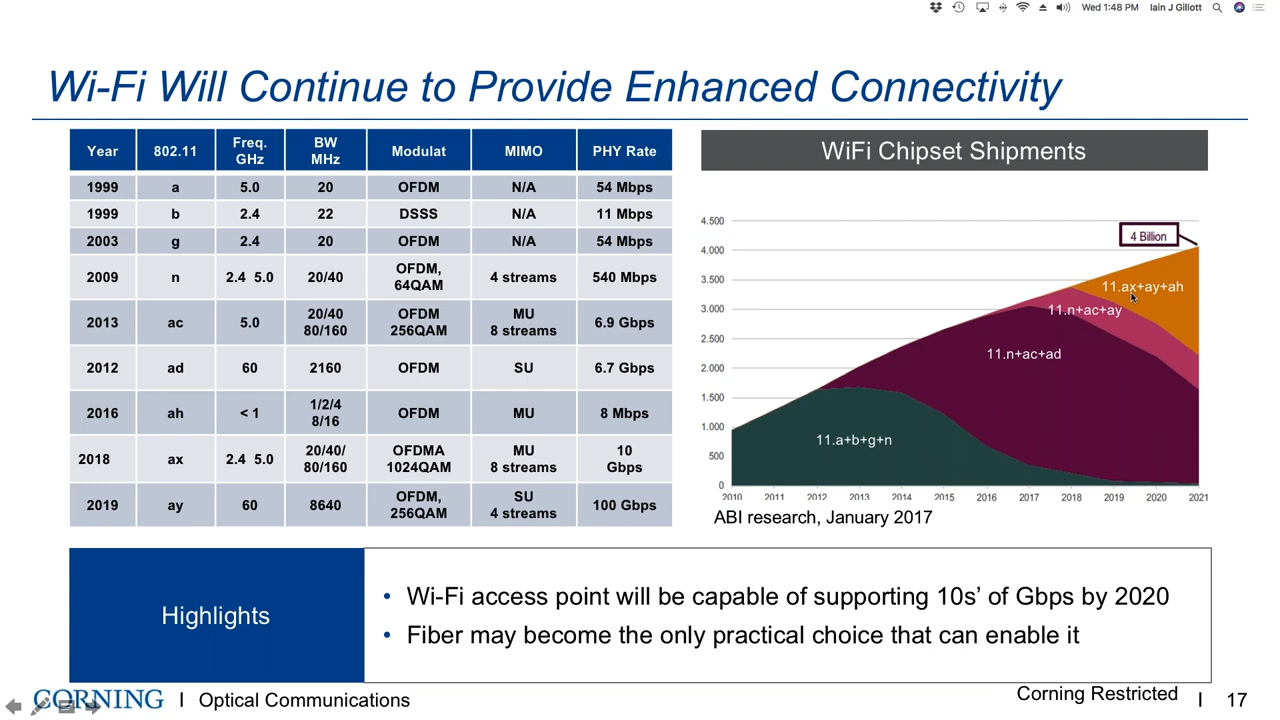 Wed 1:48 PM Iain J Gillott
Wi-Fi Will Continue to Provide Enhanced Connectivity
Year 802.11 Freq. GHz BW MHz Modulat MIMO PHY Rate
1999 a 5.0 20 OFDM N/A 54 Mbps
1999 b 2.4 22 DSSS N/A 11 Mbps
2003 g 2.4 20 OFDM N/A 54 Mbps
2009 n 2.4 5.0 20/40 OFDM, 64QAM 4 streams 540 Mbps
2013 ac 5.0 20/40 80/160 OFDM 256QAM MU 8 streams 6.9 Gbps
2012 ad 60 2160 OFDM SU 6.7 Gbps
2016 ah < 1 1/2/4 8/16 OFDM MU 8 Mbps
2018 ax 2.4 5.0 20/40/ 80/160 OFDMA 1024QAM MU 8 streams 10 Gbps
2019 ay 60 8640 OFDM, 256QAM SU 4 streams 100 Gbps
WiFi Chipset Shipments
4.500
4.000
3.500
3.000
2.500
2.000
1.500
1.000
500
0
4 Billion
11.ax+ay+ah
11.n+ac+ay
11.n+ac+ad
11.a+b+g+n
2010 2011 2012 2013 2014 2015 2016 2017 2018 2019 2020 2021
ABI research, January 2017
Highlights
• Wi-Fi access point will be capable of supporting 10s’ of Gbps by 2020
• Fiber may become the only practical choice that can enable it
CORNING | Optical Communications
Corning Restricted | 17